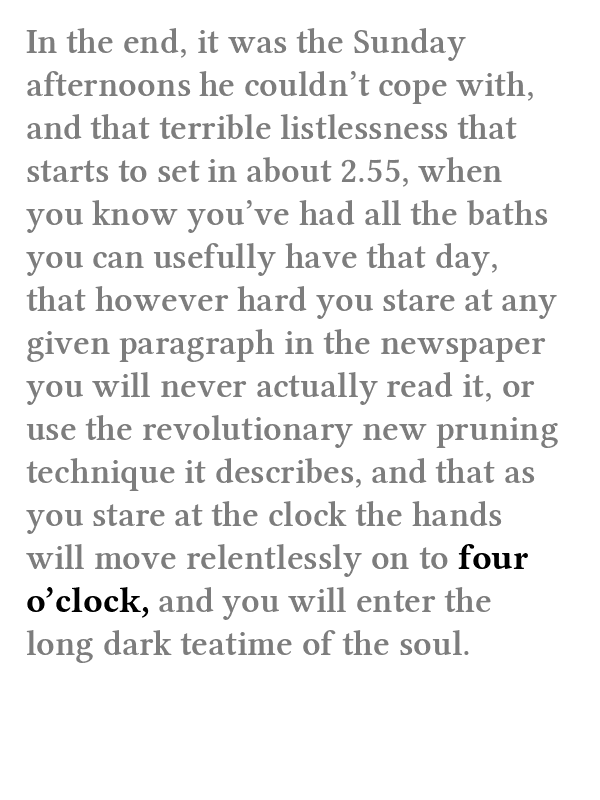 In the end, it was the Sunday
afternoons he couldn’t cope with,
and that terrible listlessness that
starts to set in about 2.55, when
you know you’ve had all the baths
you can usefully have that day,
that however hard you stare at any
given paragraph in the newspaper
you will never actually read it, or
use the revolutionary new pruning
technique it describes, and that as
you stare at the clock the hands
will move relentlessly on to four
o’clock, and you will enter the
long dark teatime of the soul.